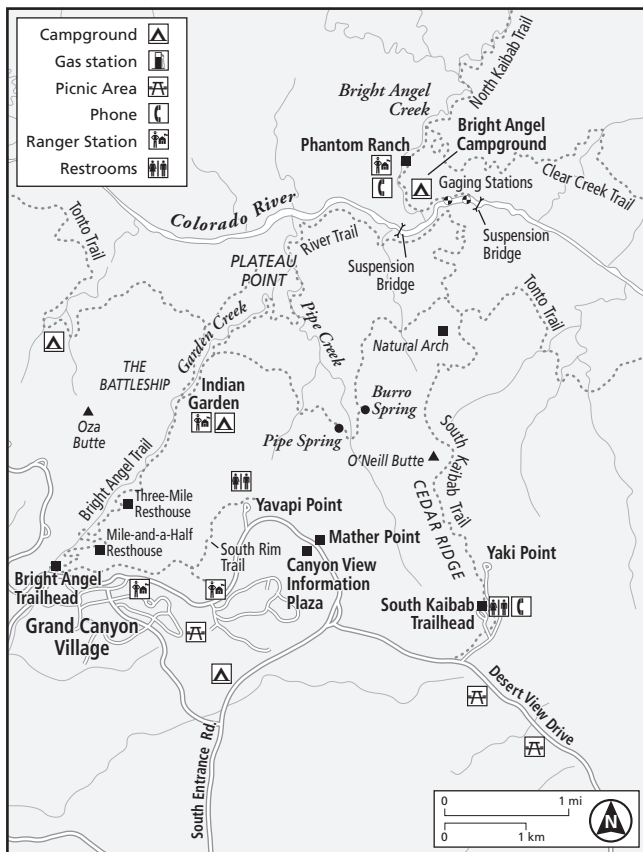 Campground
Gas station
Picnic Area
Phone
Ranger Station
Restrooms
North Kaibab Trail
Bright Angel
Creek
Phantom Ranch
Bright Angel
Campground
Clear Creek Trail
Gaging Stations
Colorado River
Tonto Trail
River Trail
Suspension
Bridge
Suspension
Bridge
PLATEAU
POINT
Garden Creek
Pipe Creek
Tonto Trail
Natural Arch
THE
BATTLESHIP
Indian
Garden
Burro
Spring
Oza
Butte
Pipe Spring
O'Neill Butte
South Kaibab Trail
CEDAR RIDGE
Bright Angel Trail
Three-Mile
Resthouse
Yavapi Point
Mile-and-a-Half
Resthouse
South Rim
Trail
Mather Point
Canyon View
Information
Plaza
Yaki Point
Bright Angel
Trailhead
Grand Canyon
Village
South Kaibab
Trailhead
Desert View Drive
South Entrance Rd.
0 1 mi
0 1 km
N